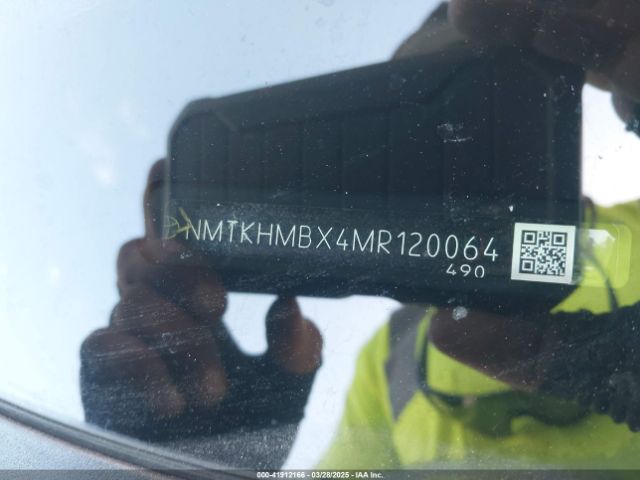 NMTKHMBX4MR120064
490
000-41912166 — 03/28/2025 — IAA Inc.